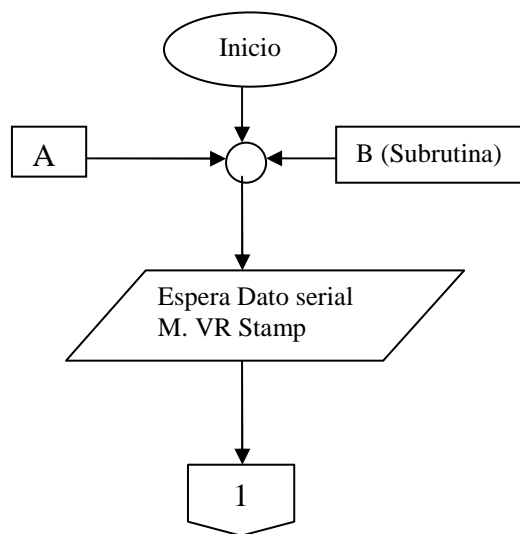 Inicio
A
B (Subrutina)
Espera Dato serial
M. VR Stamp
1